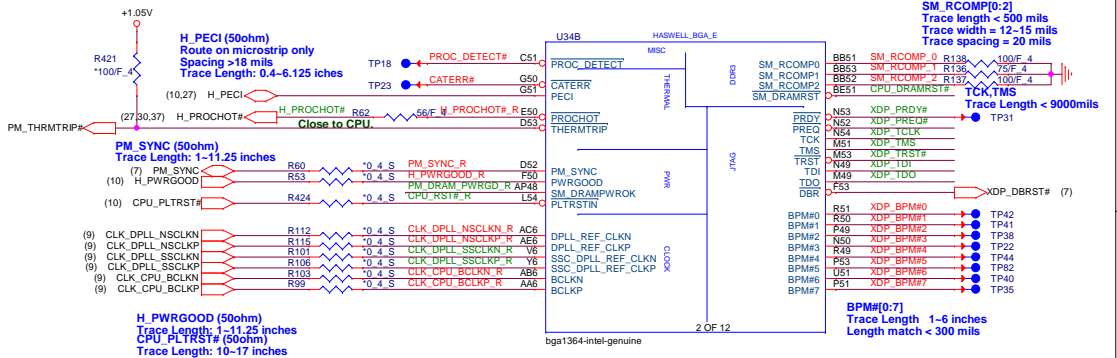 +1.05V
R421
*100/F_4
H_PECI (50ohm)
Route on microstrip only
Spacing >18 mils
Trace Length: 0.4~6.125 iches
SM_RCOMP[0:2]
Trace length < 500 mils
Trace width = 12~15 mils
Trace spacing = 20 mils
U34B
HASWELL_BGA_E
MISC
THERMAL
PWR
DDR3
JTAG
CLOCK
TP18 PROC_DETECT# C51 PROC_DETECT
TP23 CATERR# G50 CATERR
(10,27) H_PECI G51 PECI
(27,30,37) H_PROCHOT# H_PROCHOT# R62 56/F_4 H_PROCHOT#_R E50 PROCHOT
Close to CPU.
PM_THRMTRIP# D53 THERMTRIP
PM_SYNC (50ohm)
Trace Length: 1~11.25 inches
(7) PM_SYNC R60 *0_4_S PM_SYNC_R D52 PM_SYNC
(10) H_PWRGOOD R53 *0_4_S H_PWRGOOD_R F50 PWRGOOD
PM_DRAM_PWRGD_R AP48 SM_DRAMPWROK
(10) CPU_PLTRST# R424 *0_4_S CPU_RST#_R L54 PLTRSTIN
(9) CLK_DPLL_NSCLKN R112 *0_4_S CLK_DPLL_NSCLKN_R AC6 DPLL_REF_CLKN
(9) CLK_DPLL_NSCLKP R115 *0_4_S CLK_DPLL_NSCLKP_R AE6 DPLL_REF_CLKP
(9) CLK_DPLL_SSCLKN R101 *0_4_S CLK_DPLL_SSCLKN_R V6 SSC_DPLL_REF_CLKN
(9) CLK_DPLL_SSCLKP R106 *0_4_S CLK_DPLL_SSCLKP_R Y6 SSC_DPLL_REF_CLKP
(9) CLK_CPU_BCLKN R103 *0_4_S CLK_CPU_BCLKN_R AB6 BCLKN
(9) CLK_CPU_BCLKP R99 *0_4_S CLK_CPU_BCLKP_R AA6 BCLKP
SM_RCOMP0 BB51 SM_RCOMP_0 R138 100/F_4
SM_RCOMP1 BB53 SM_RCOMP_1 R136 75/F_4
SM_RCOMP2 BB52 SM_RCOMP_2 R137 100/F_4
SM_DRAMRST BE51 CPU_DRAMRST#
TCK,TMS
Trace Length < 9000mils
PRDY N53 XDP_PRDY# TP31
PREQ N52 XDP_PREQ#
TCK N54 XDP_TCLK
TMS M51 XDP_TMS
TRST M53 XDP_TRST#
TDI N49 XDP_TDI
TDO M49 XDP_TDO
DBR F53 XDP_DBRST# (7)
BPM#0 R51 XDP_BPM#0 TP42
BPM#1 R50 XDP_BPM#1 TP41
BPM#2 P49 XDP_BPM#2 TP38
BPM#3 N50 XDP_BPM#3 TP22
BPM#4 R49 XDP_BPM#4 TP44
BPM#5 P53 XDP_BPM#5 TP82
BPM#6 U51 XDP_BPM#6 TP40
BPM#7 P51 XDP_BPM#7 TP35
2 OF 12
bga1364-intel-genuine
H_PWRGOOD (50ohm)
Trace Length: 1~11.25 inches
CPU_PLTRST# (50ohm)
Trace Length: 10~17 inches
BPM#[0:7]
Trace Length 1~6 inches
Length match < 300 mils